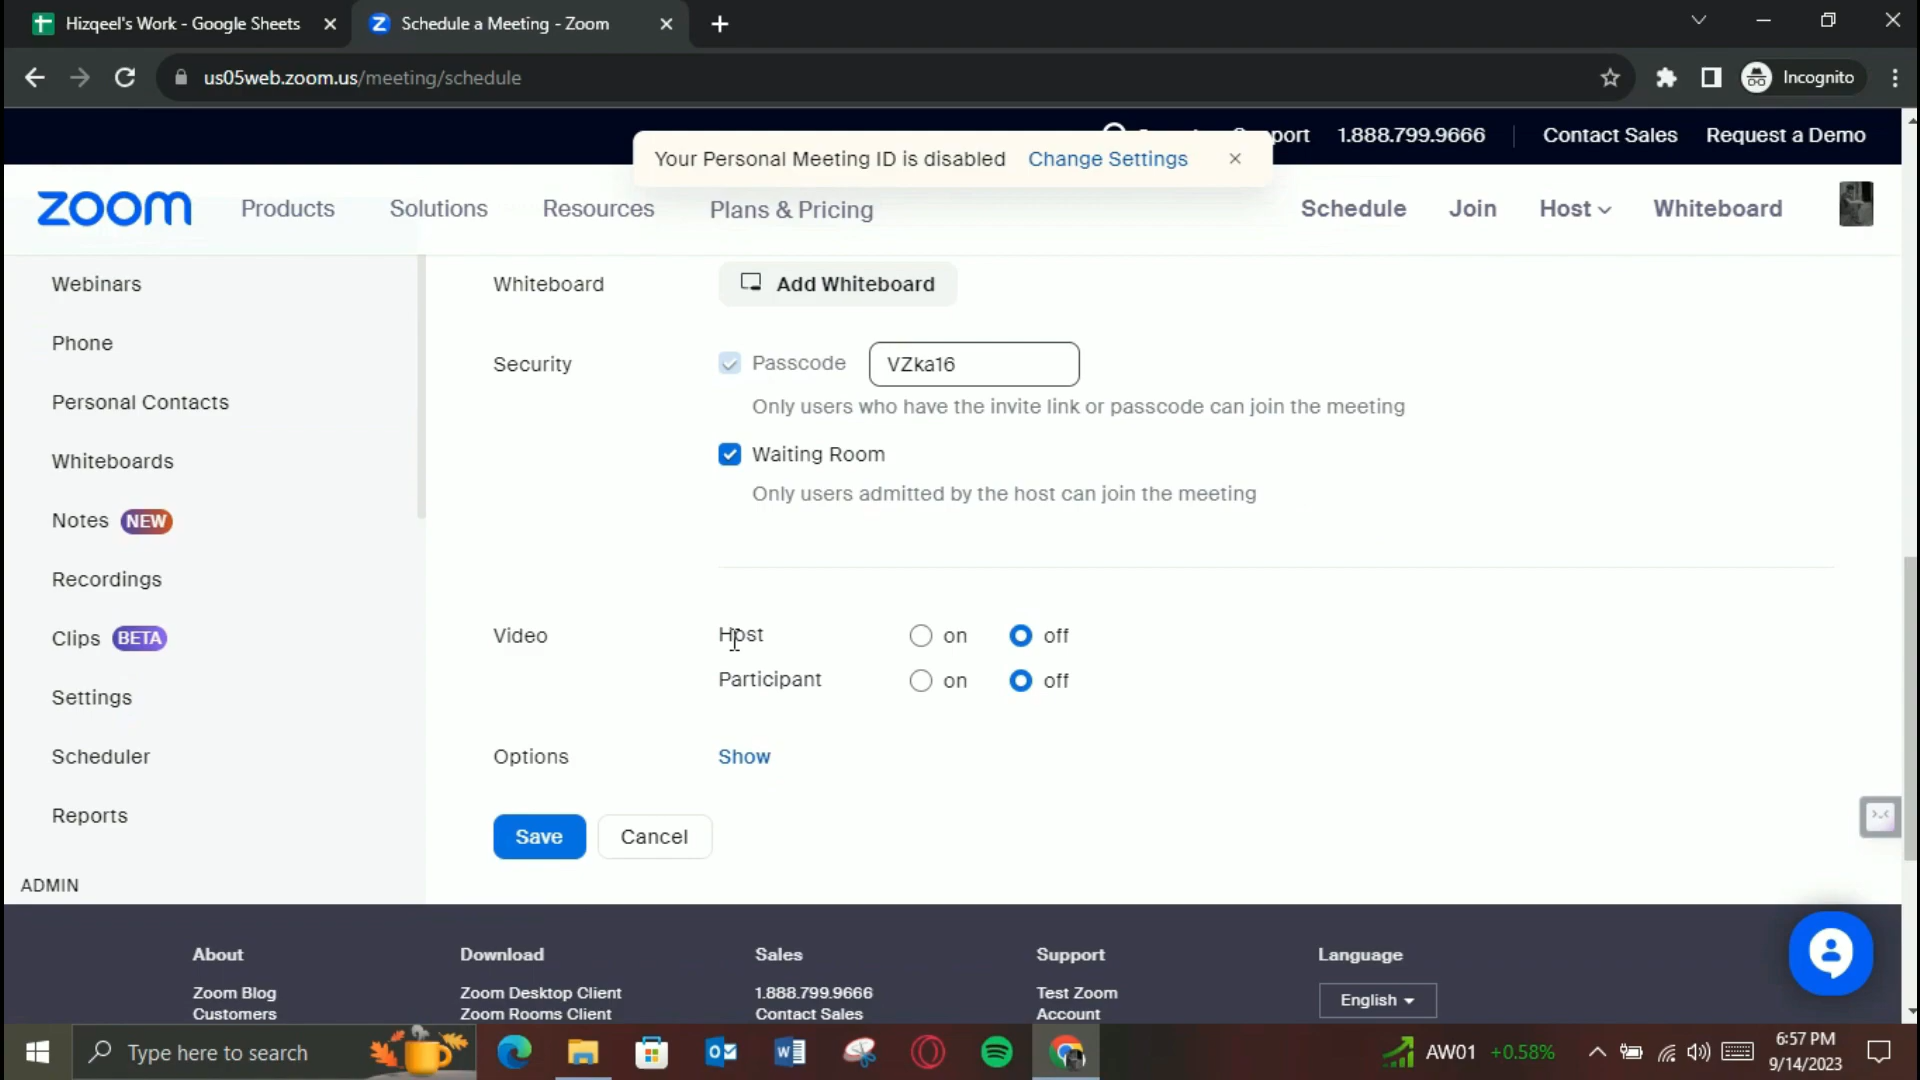 Hizqeel's Work - Google Sheets
Schedule a Meeting - Zoom
us05web.zoom.us/meeting/schedule
Incognito
1.888.799.9666
Contact Sales
Request a Demo
Your Personal Meeting ID is disabled Change Settings
zoom
Products
Solutions
Resources
Plans & Pricing
Schedule
Join
Host
Whiteboard
Webinars
Phone
Personal Contacts
Whiteboards
Notes NEW
Recordings
Clips BETA
Settings
Scheduler
Reports
ADMIN
Whiteboard
Add Whiteboard
Security
Passcode VZka16
Only users who have the invite link or passcode can join the meeting
Waiting Room
Only users admitted by the host can join the meeting
Video
Host on off
Participant on off
Options
Show
Save
Cancel
About
Zoom Blog
Customers
Download
Zoom Desktop Client
Zoom Rooms Client
Sales
1.888.799.9666
Contact Sales
Support
Test Zoom
Account
Language
English
Type here to search
AW01 +0.58%
6:57 PM
9/14/2023